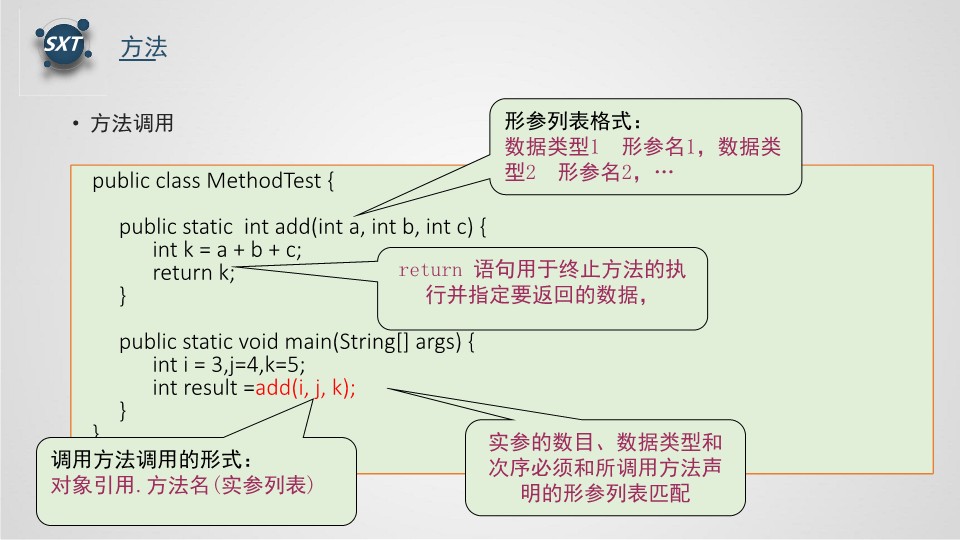 SXT
方法
• 方法调用
形参列表格式：
数据类型1 形参名1，数据类
型2 形参名2，…
public class MethodTest {
public static int add(int a, int b, int c) {
int k = a + b + c;
return k;
}
return 语句用于终止方法的执
行并指定要返回的数据，
public static void main(String[] args) {
int i = 3,j=4,k=5;
int result =add(i, j, k);
}
}
调用方法调用的形式：
对象引用.方法名(实参列表)
实参的数目、数据类型和
次序必须和所调用方法声
明的形参列表匹配